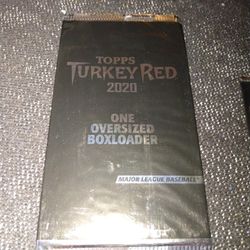 TOPPS
TURKEY RED
2020
ONE
OVERSIZED
BOXLOADER
MAJOR LEAGUE BASEBALL